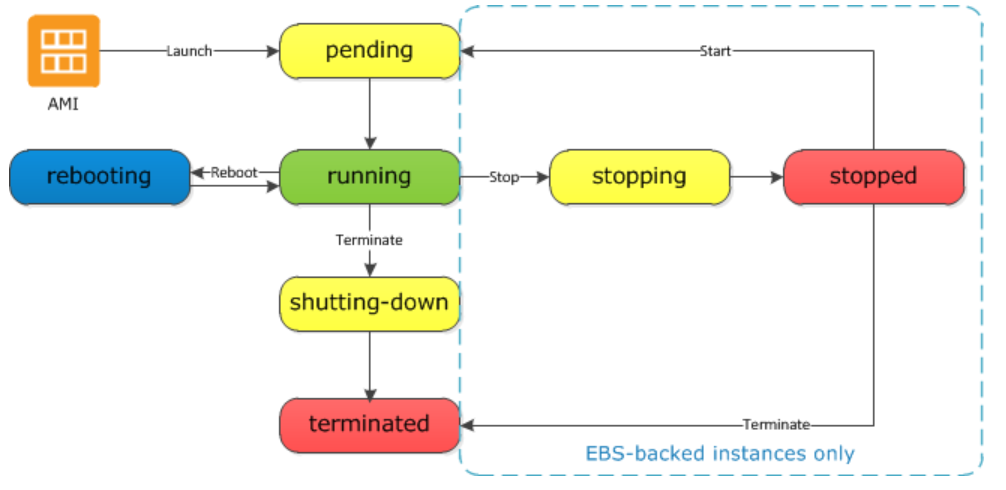 Launch
pending
Start
AMI
rebooting
Reboot
running
Stop
stopping
stopped
Terminate
shutting-down
terminated
Terminate
EBS-backed instances only